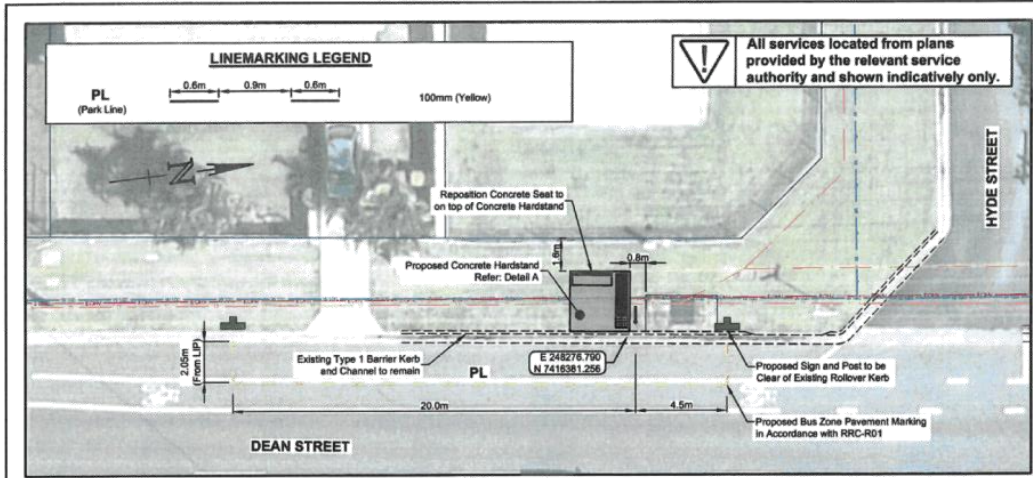 LINEMARKING LEGEND
0.6m 0.9m 0.6m
PL
(Park Line)
100mm (Yellow)
All services located from plans
provided by the relevant service
authority and shown indicatively only.
HYDE STREET
N
Reposition Concrete Seat to
on top of Concrete Hardstand
1.6m
0.8m
Proposed Concrete Hardstand
Refer: Detail A
2.05m
(From LIP)
Existing Type 1 Barrier Kerb
and Channel to remain
PL
E 248276.790
N 7416381.256
Proposed Sign and Post to be
Clear of Existing Rollover Kerb
20.0m
4.5m
Proposed Bus Zone Pavement Marking
in Accordance with RRC-R01
DEAN STREET